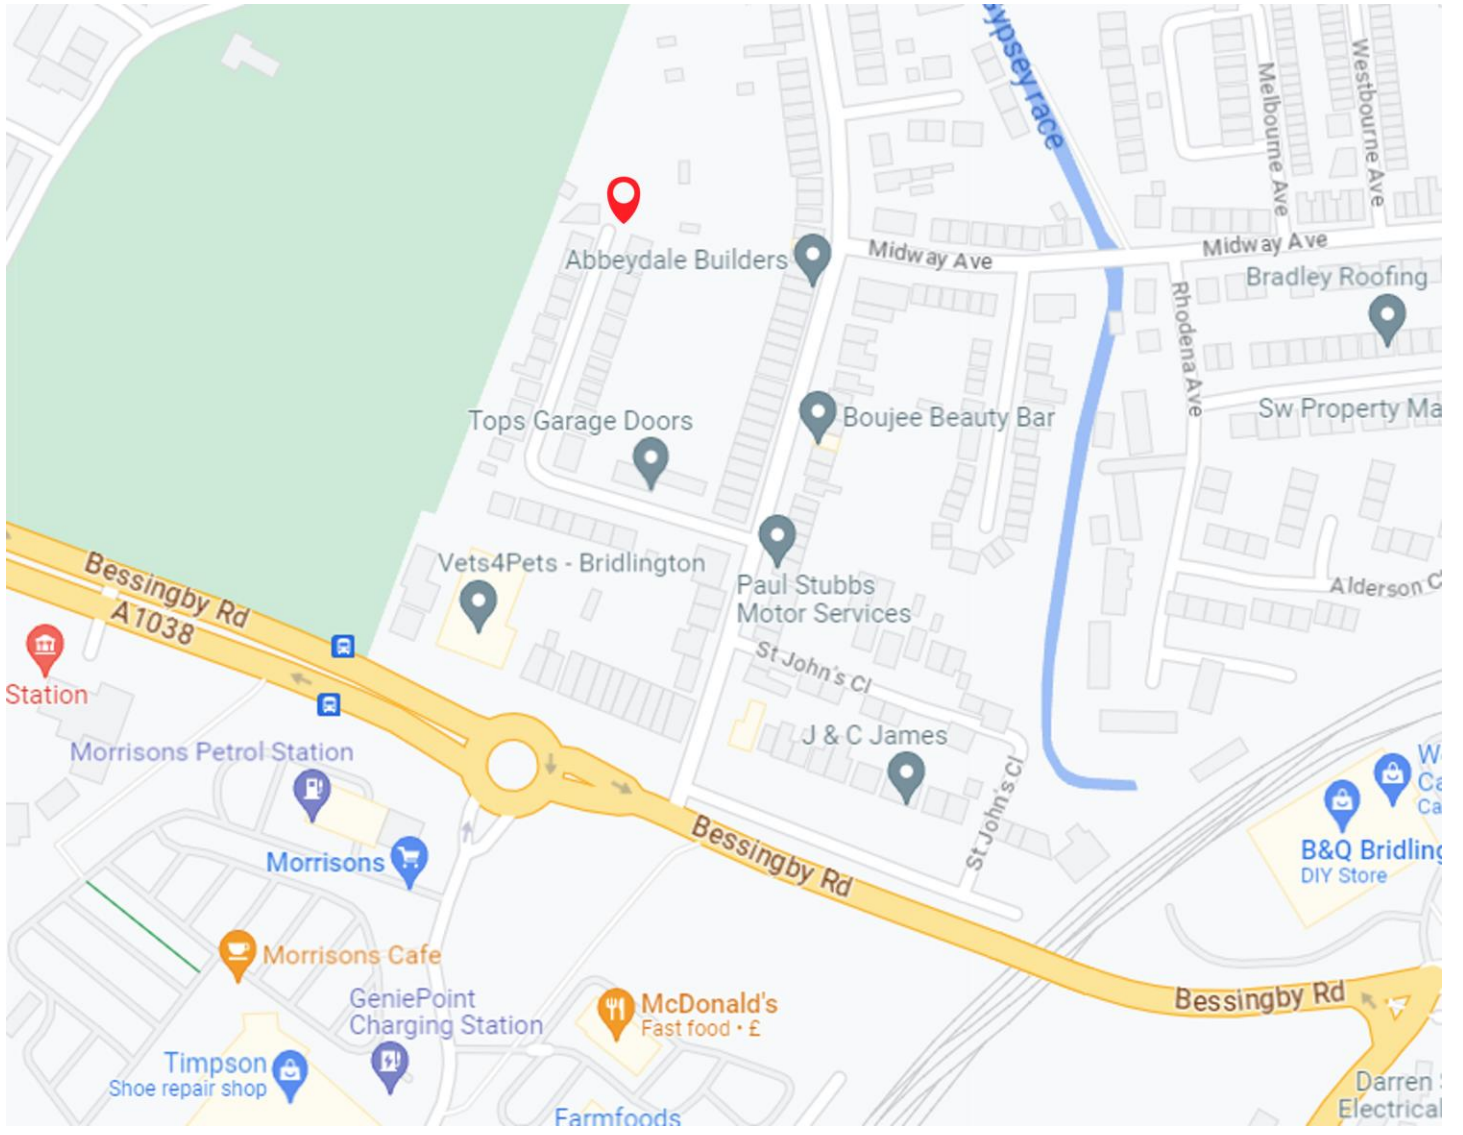 Gypsey race
Melbourne Ave
Westbourne Ave
Abbeydale Builders
Midway Ave
Midway Ave
Bradley Roofing
Rhodena Ave
Tops Garage Doors
Boujee Beauty Bar
Sw Property Ma
Bessingby Rd
A1038
Vets4Pets - Bridlington
Paul Stubbs
Motor Services
Alderson C
St John's Cl
Station
Morrisons Petrol Station
J & C James
St John's Cl
W
Ca
Ca
Morrisons
Bessingby Rd
B&Q Bridling
DIY Store
Morrisons Cafe
GeniePoint
Charging Station
McDonald's
Fast food • £
Bessingby Rd
Timpson
Shoe repair shop
Farmfoods
Darren S
Electrical